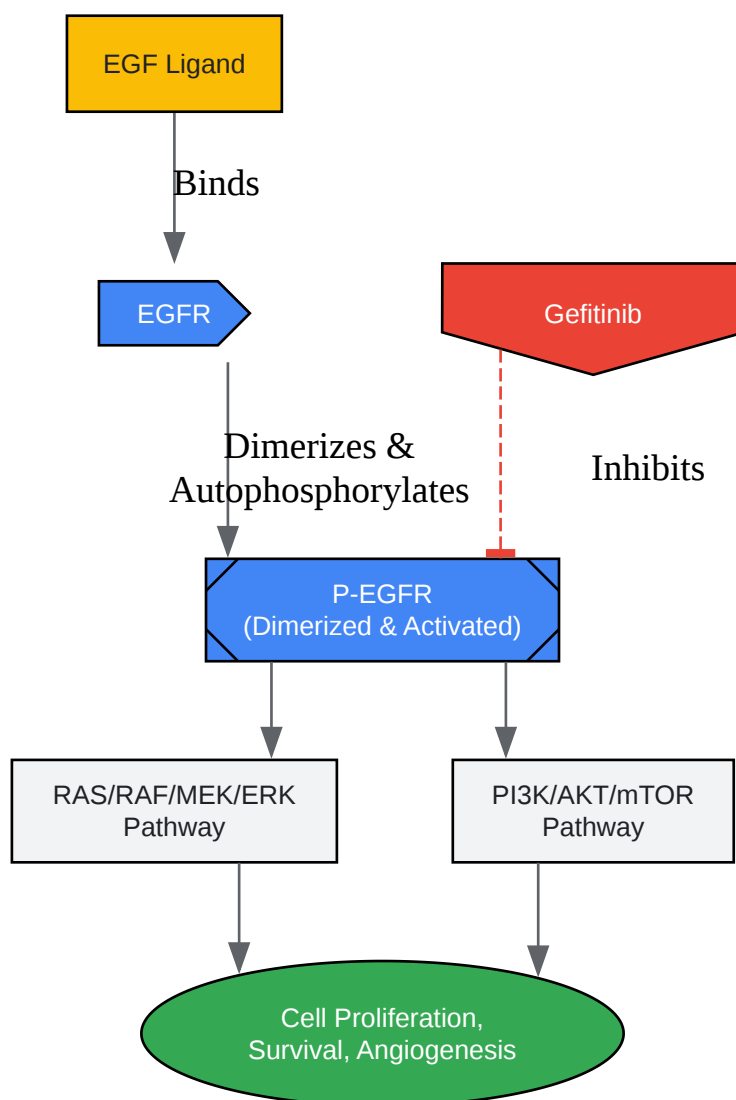 EGF Ligand
Binds
EGFR
Gefitinib
Dimerizes &
Autophosphorylates
Inhibits
P-EGFR
(Dimerized & Activated)
RAS/RAF/MEK/ERK
Pathway
PI3K/AKT/mTOR
Pathway
Cell Proliferation,
Survival, Angiogenesis